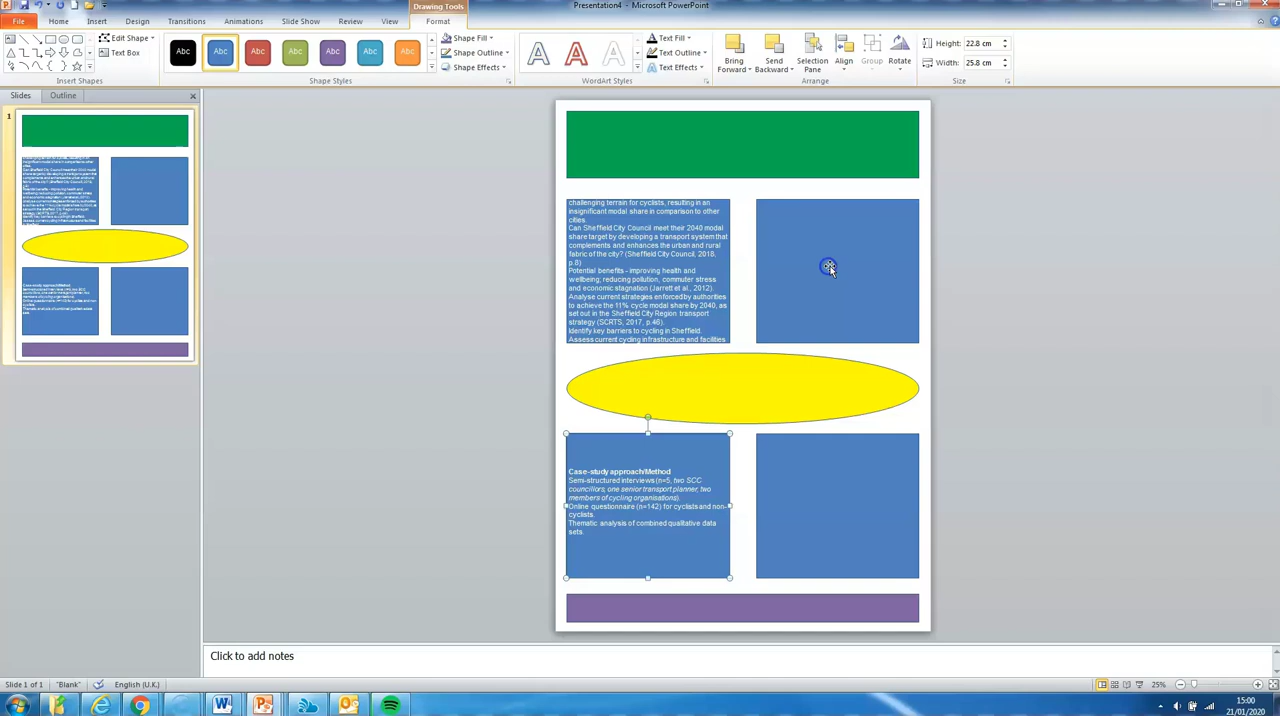 Drawing Tools
Presentation4 - Microsoft PowerPoint
File Home Insert Design Transitions Animations Slide Show Review View Format
Edit Shape
Text Box
Insert Shapes
Abc Abc Abc Abc Abc Abc Abc
Shape Fill
Shape Outline
Shape Effects
Shape Styles
A A A
Text Fill
Text Outline
Text Effects
WordArt Styles
Bring Forward
Send Backward
Selection Pane
Align
Group
Rotate
Arrange
Height: 22.8 cm
Width: 25.8 cm
Size
Slides Outline
1
challenging terrain for cyclists, resulting in an
insignificant modal share in comparison to other
cities.
Can Sheffield City Council meet their 2040 modal
share target by developing a transport system that
complements and enhances the urban and rural
fabric of the city? (Sheffield City Council, 2018,
p.8)
Potential benefits - improving health and
wellbeing; reducing pollution, commuter stress
and economic stagnation (Jarrett et al., 2012).
Analyse current strategies enforced by authorities
to achieve the 11% cycle modal share by 2040, as
set out in the Sheffield City Region transport
strategy (SCRTS, 2017, p.46).
Identify key barriers to cycling in Sheffield.
Assess current cycling infrastructure and facilities
Case-study approach/Method
Semi-structured interviews (n=5, two SCC
councillors, one senior transport planner, two
members of cycling organisations).
Online questionnaire (n=142) for cyclists and non-
cyclists.
Thematic analysis of combined qualitative data
sets.
Click to add notes
Slide 1 of 1 "Blank" English (U.K.)
25%
15:00
21/01/2020